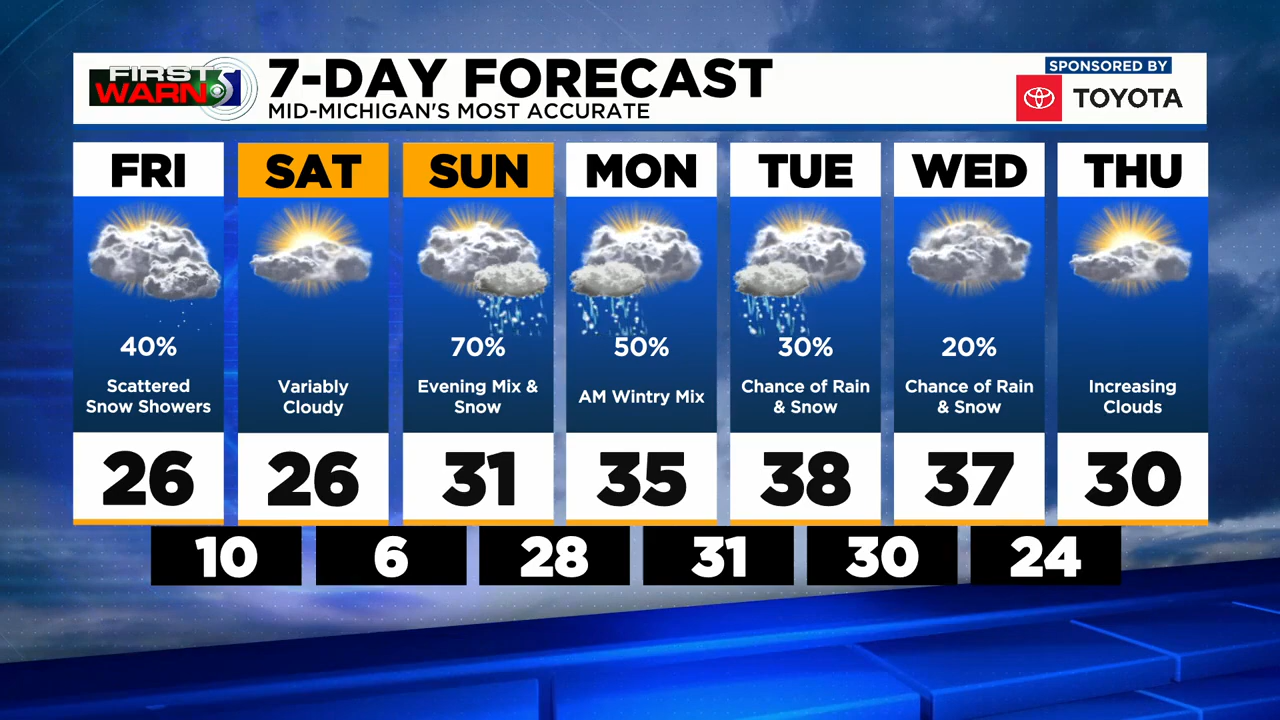 FIRST
WARN 5
7-DAY FORECAST
MID-MICHIGAN'S MOST ACCURATE
SPONSORED BY
TOYOTA
FRI
SAT
SUN
MON
TUE
WED
THU
40%
70%
50%
30%
20%
Scattered
Snow Showers
Variably
Cloudy
Evening Mix &
Snow
AM Wintry Mix
Chance of Rain
& Snow
Chance of Rain
& Snow
Increasing
Clouds
26
26
31
35
38
37
30
10
6
28
31
30
24